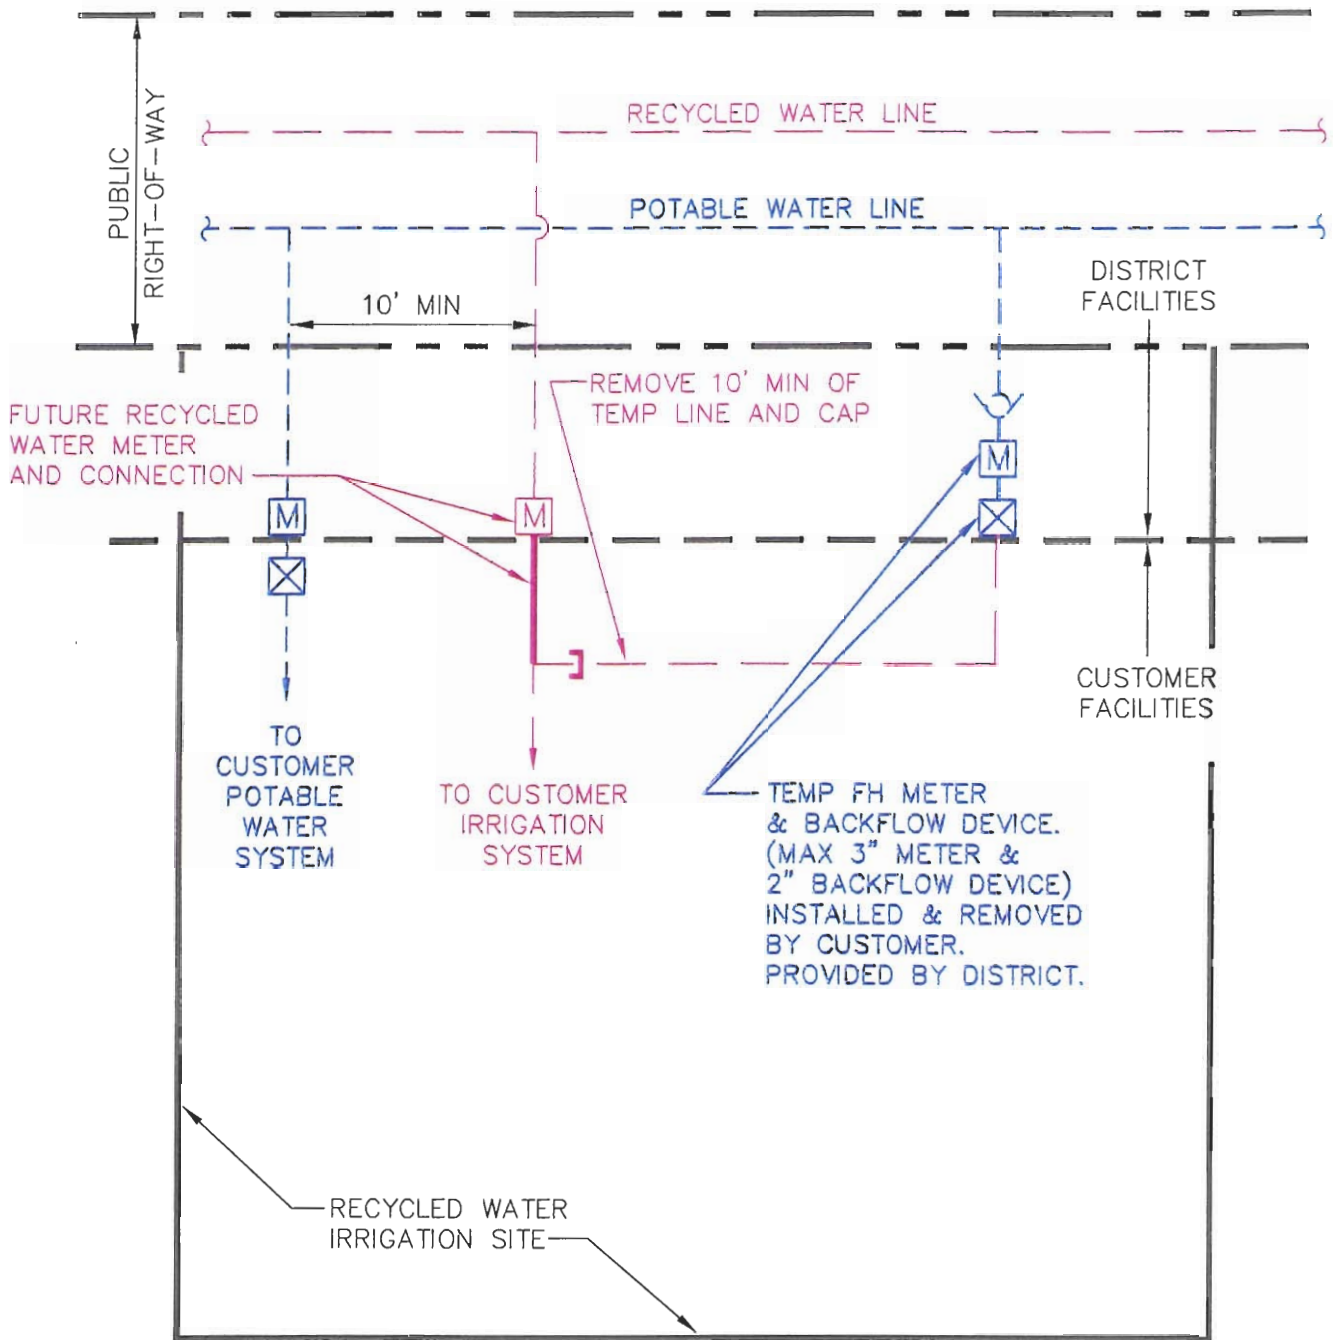 PUBLIC
RIGHT-OF-WAY
RECYCLED WATER LINE
POTABLE WATER LINE
10' MIN
DISTRICT
FACILITIES
REMOVE 10' MIN OF
TEMP LINE AND CAP
FUTURE RECYCLED
WATER METER
AND CONNECTION
M
M
M
CUSTOMER
FACILITIES
TO
CUSTOMER
POTABLE
WATER
SYSTEM
TO CUSTOMER
IRRIGATION
SYSTEM
TEMP FH METER
& BACKFLOW DEVICE.
(MAX 3" METER &
2" BACKFLOW DEVICE)
INSTALLED & REMOVED
BY CUSTOMER.
PROVIDED BY DISTRICT.
RECYCLED WATER
IRRIGATION SITE